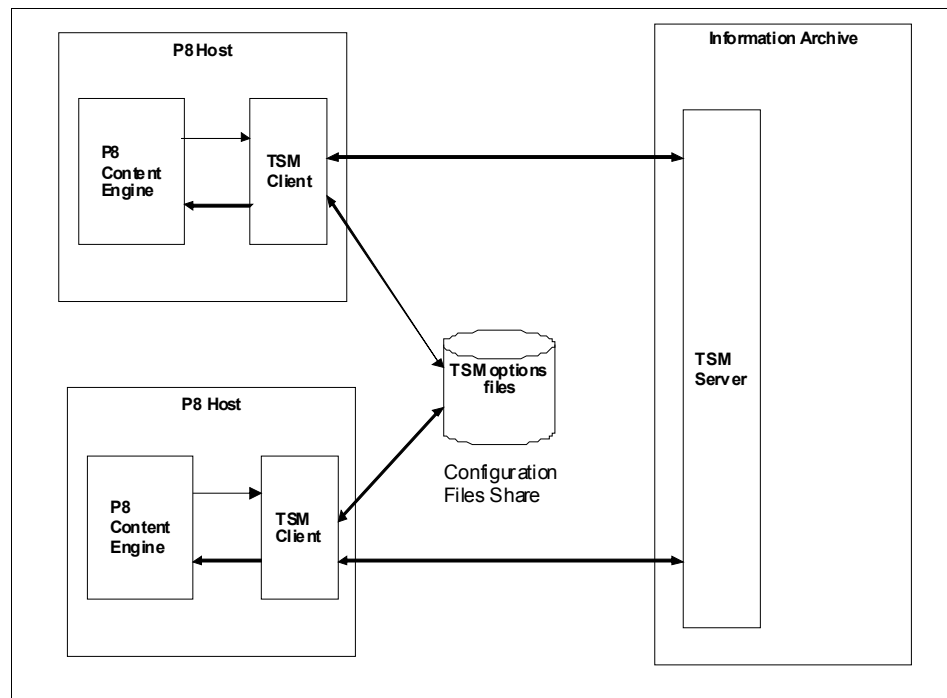 P8 Host
Information Archive
P8
Content
Engine
TSM
Client
TSM options
files
TSM
Server
P8 Host
Configuration
Files Share
P8
Content
Engine
TSM
Client